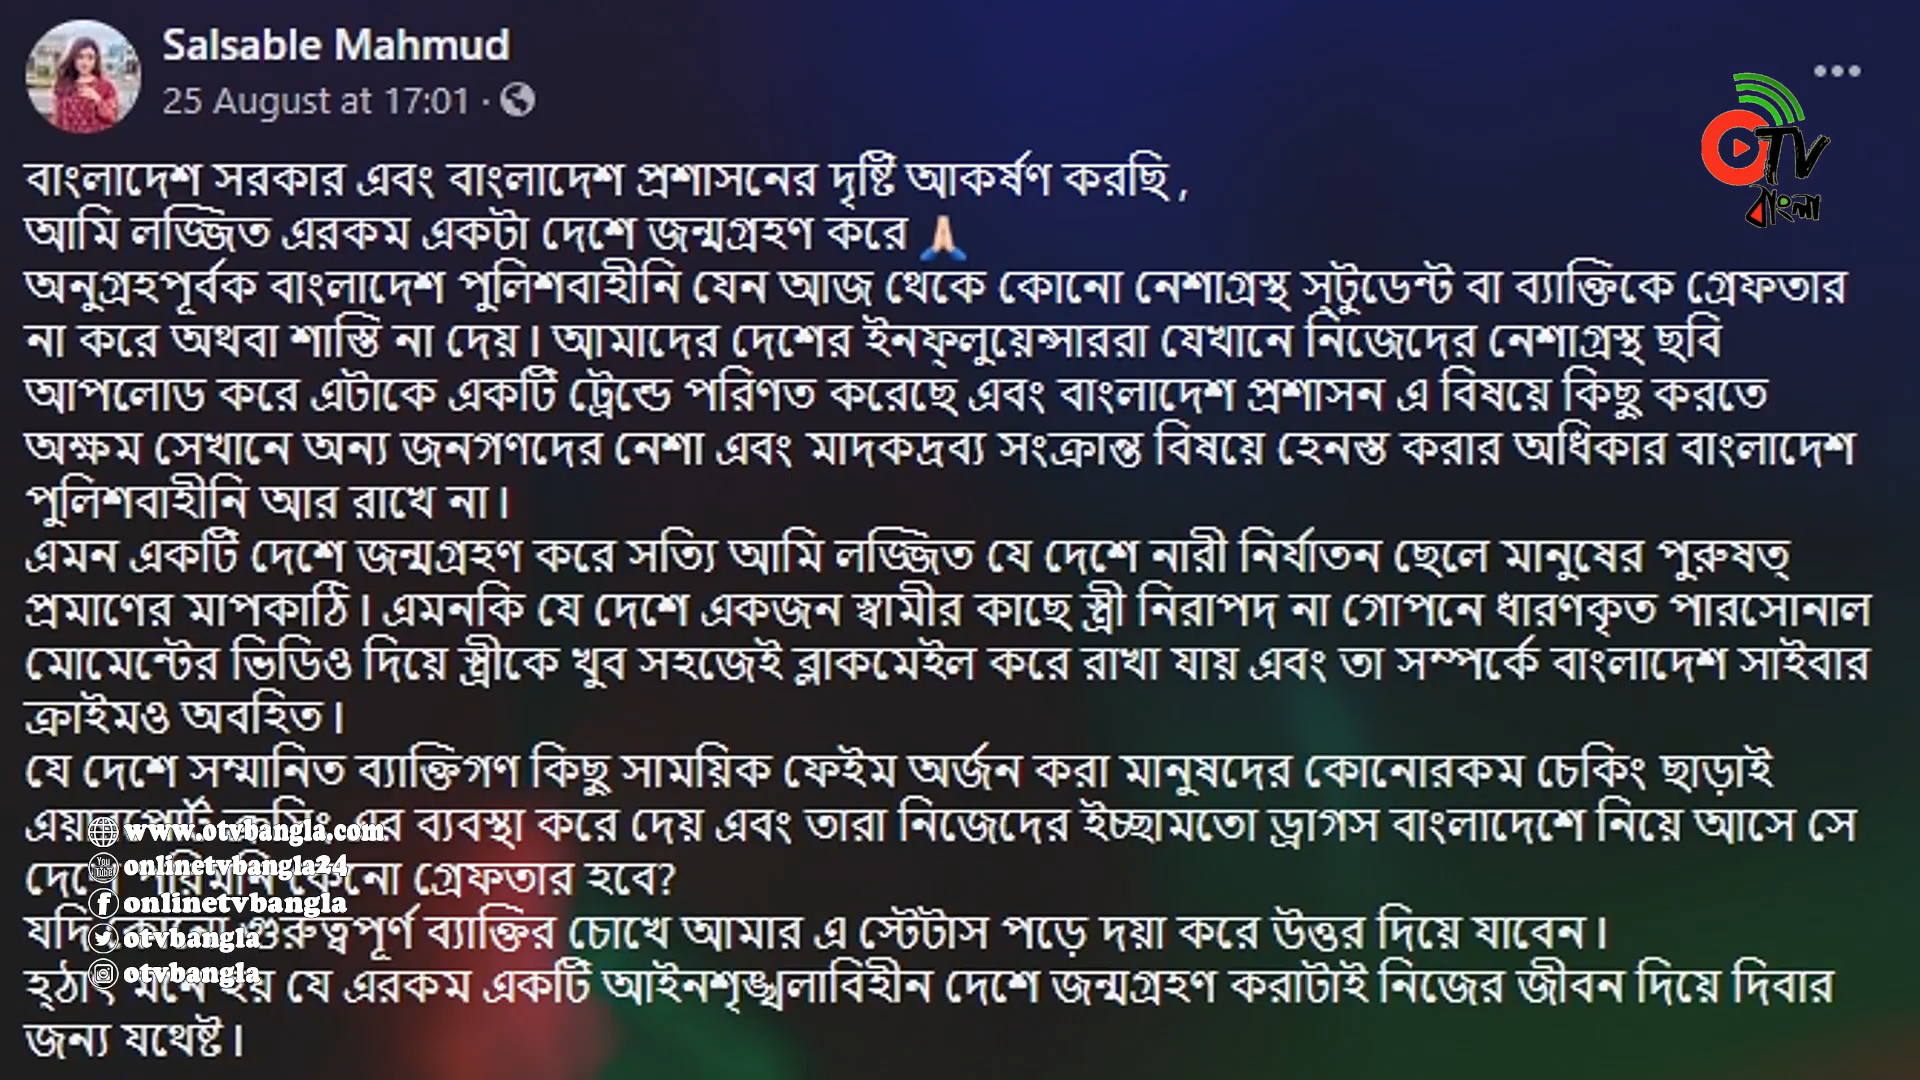 Salsable Mahmud
25 August at 17:01 ·
OTV
বাংলা
বাংলাদেশ সরকার এবং বাংলাদেশ প্রশাসনের দৃষ্টি আকর্ষণ করছি ,
আমি লজ্জিত এরকম একটা দেশে জন্মগ্রহণ করে 🙏🏻
অনুগ্রহপূর্বক বাংলাদেশ পুলিশবাহীনি যেন আজ থেকে কোনো নেশাগ্রস্থ স্টুডেন্ট বা ব্যাক্তিকে গ্রেফতার
না করে অথবা শাস্তি না দেয়। আমাদের দেশের ইনফ্লুয়েন্সাররা যেখানে নিজেদের নেশাগ্রস্থ ছবি
আপলোড করে এটাকে একটি ট্রেন্ডে পরিণত করেছে এবং বাংলাদেশ প্রশাসন এ বিষয়ে কিছু করতে
অক্ষম সেখানে অন্য জনগণদের নেশা এবং মাদকদ্রব্য সংক্রান্ত বিষয়ে হেনস্ত করার অধিকার বাংলাদেশ
পুলিশবাহীনি আর রাখে না।
এমন একটি দেশে জন্মগ্রহণ করে সত্যি আমি লজ্জিত যে দেশে নারী নির্যাতন ছেলে মানুষের পুরুষত্
প্রমাণের মাপকাঠি। এমনকি যে দেশে একজন স্বামীর কাছে স্ত্রী নিরাপদ না গোপনে ধারণকৃত পারসোনাল
মোমেন্টের ভিডিও দিয়ে স্ত্রীকে খুব সহজেই ব্লাকমেইল করে রাখা যায় এবং তা সম্পর্কে বাংলাদেশ সাইবার
ক্রাইমও অবহিত।
যে দেশে সম্মানিত ব্যাক্তিগণ কিছু সাময়িক ফেইম অর্জন করা মানুষদের কোনোরকম চেকিং ছাড়াই
এর ব্যবস্থা করে দেয় এবং তারা নিজেদের ইচ্ছামতো ড্রাগস বাংলাদেশে নিয়ে আসে সে
দেশে পরিমনি কেনো গ্রেফতার হবে?
যদি গুরুত্বপূর্ণ ব্যাক্তির চোখে আমার এ স্টেটাস পড়ে দয়া করে উত্তর দিয়ে যাবেন।
হ্ঠাৎ মনে হয় যে এরকম একটি আইনশৃঙ্খলাবিহীন দেশে জন্মগ্রহণ করাটাই নিজের জীবন দিয়ে দিবার
জন্য যথেষ্ট।
www.otvbangla.com
onlinetvbangla24
onlinetvbangla
otvbangla
otvbangla